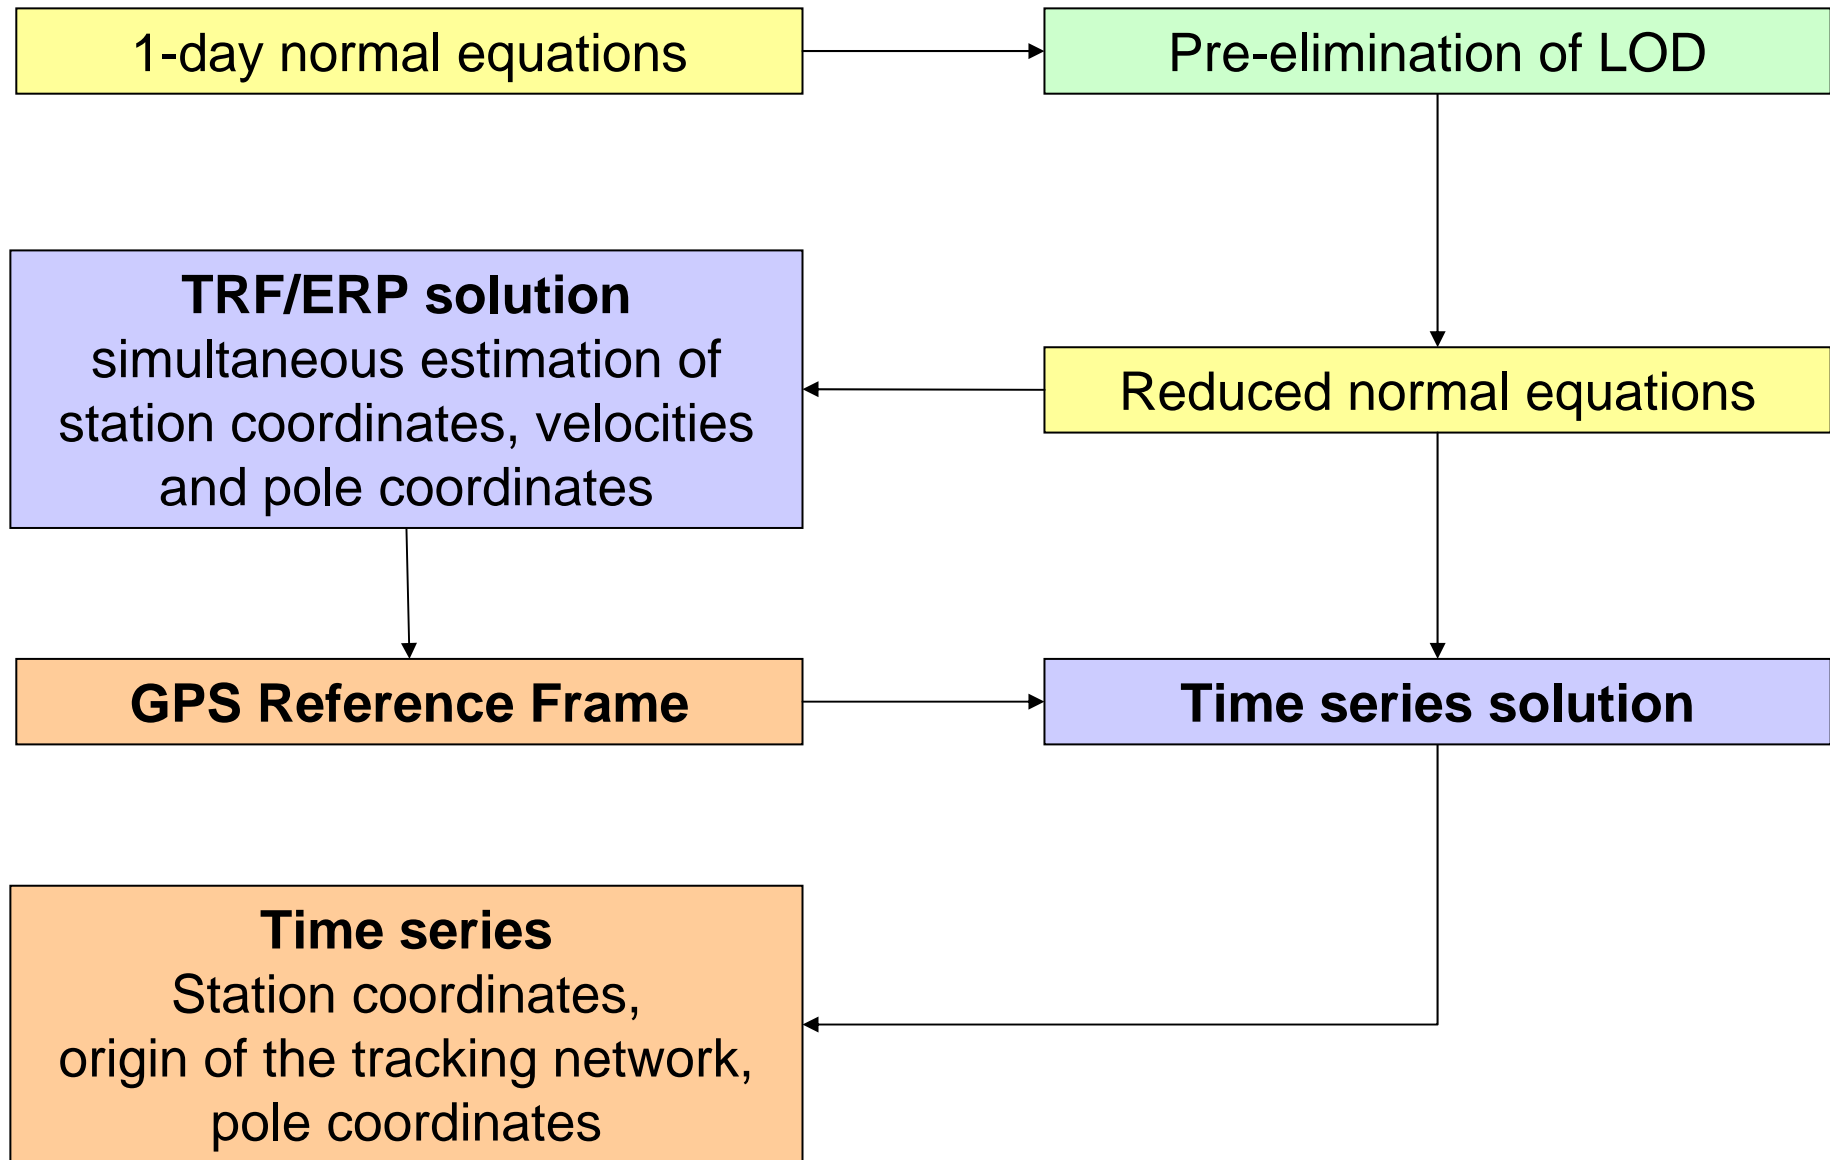 1-day normal equations
Pre-elimination of LOD
TRF/ERP solution
simultaneous estimation of
station coordinates, velocities
and pole coordinates
Reduced normal equations
GPS Reference Frame
Time series solution
Time series
Station coordinates,
origin of the tracking network,
pole coordinates